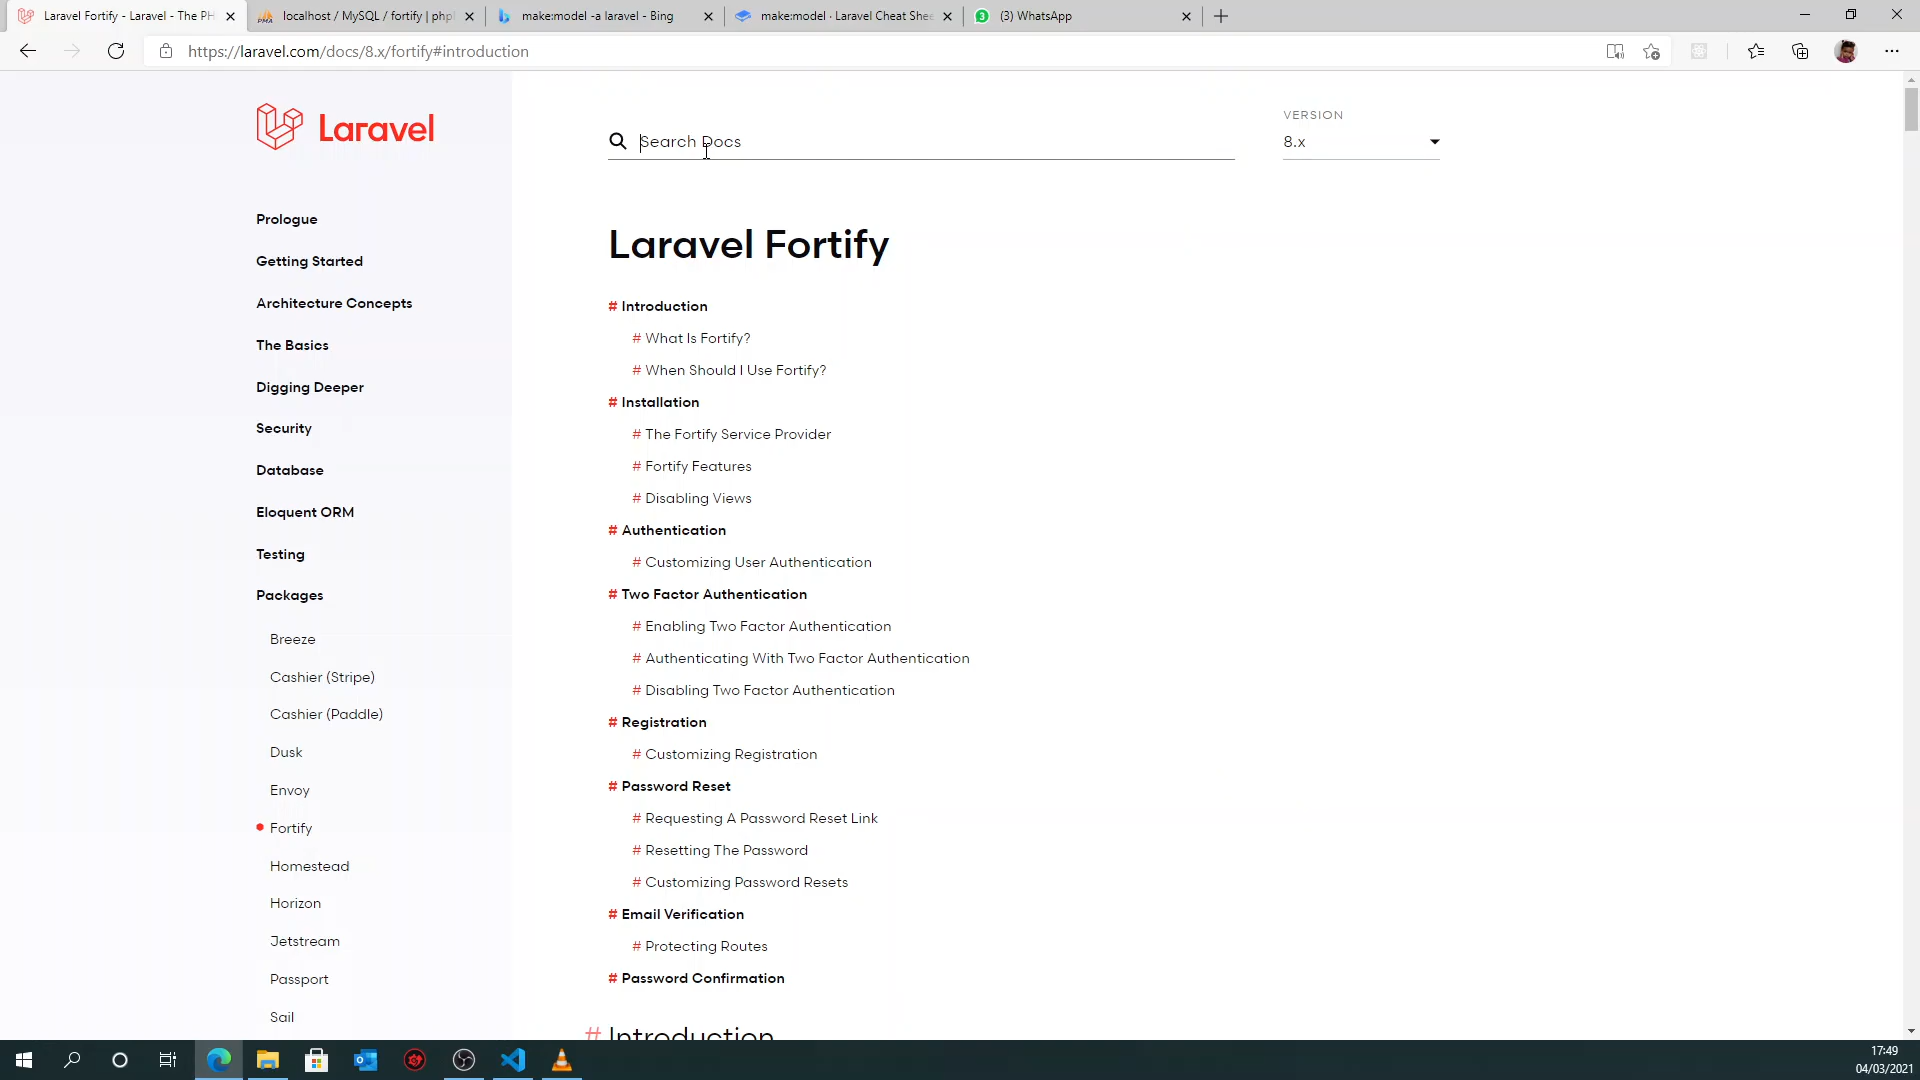 Laravel Fortify - Laravel - The PH
localhost / MySQL / fortify | php
make:model -a laravel - Bing
make:model · Laravel Cheat She
(3) WhatsApp
https://laravel.com/docs/8.x/fortify#introduction
Laravel
Search Docs
VERSION
8.x
Prologue
Getting Started
Architecture Concepts
The Basics
Digging Deeper
Security
Database
Eloquent ORM
Testing
Packages
Breeze
Cashier (Stripe)
Cashier (Paddle)
Dusk
Envoy
Fortify
Homestead
Horizon
Jetstream
Passport
Sail
Laravel Fortify
# Introduction
# What Is Fortify?
# When Should I Use Fortify?
# Installation
# The Fortify Service Provider
# Fortify Features
# Disabling Views
# Authentication
# Customizing User Authentication
# Two Factor Authentication
# Enabling Two Factor Authentication
# Authenticating With Two Factor Authentication
# Disabling Two Factor Authentication
# Registration
# Customizing Registration
# Password Reset
# Requesting A Password Reset Link
# Resetting The Password
# Customizing Password Resets
# Email Verification
# Protecting Routes
# Password Confirmation
# Introduction
17:49
04/03/2021